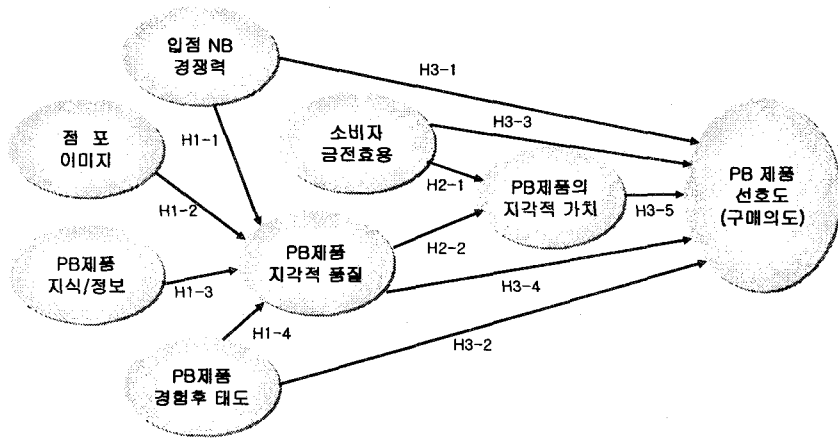 입점 NB
경쟁력
H3-1
점 포
이미지
H1-1
소비자
금전효용
H3-3
H2-1
PB제품의
지각적 가치
PB 제품
선호도
(구매의도)
H1-2
H3-5
PB제품
지각적 품질
H2-2
PB제품
지식/정보
H1-3
H3-4
H1-4
H3-2
PB제품
경험후 태도